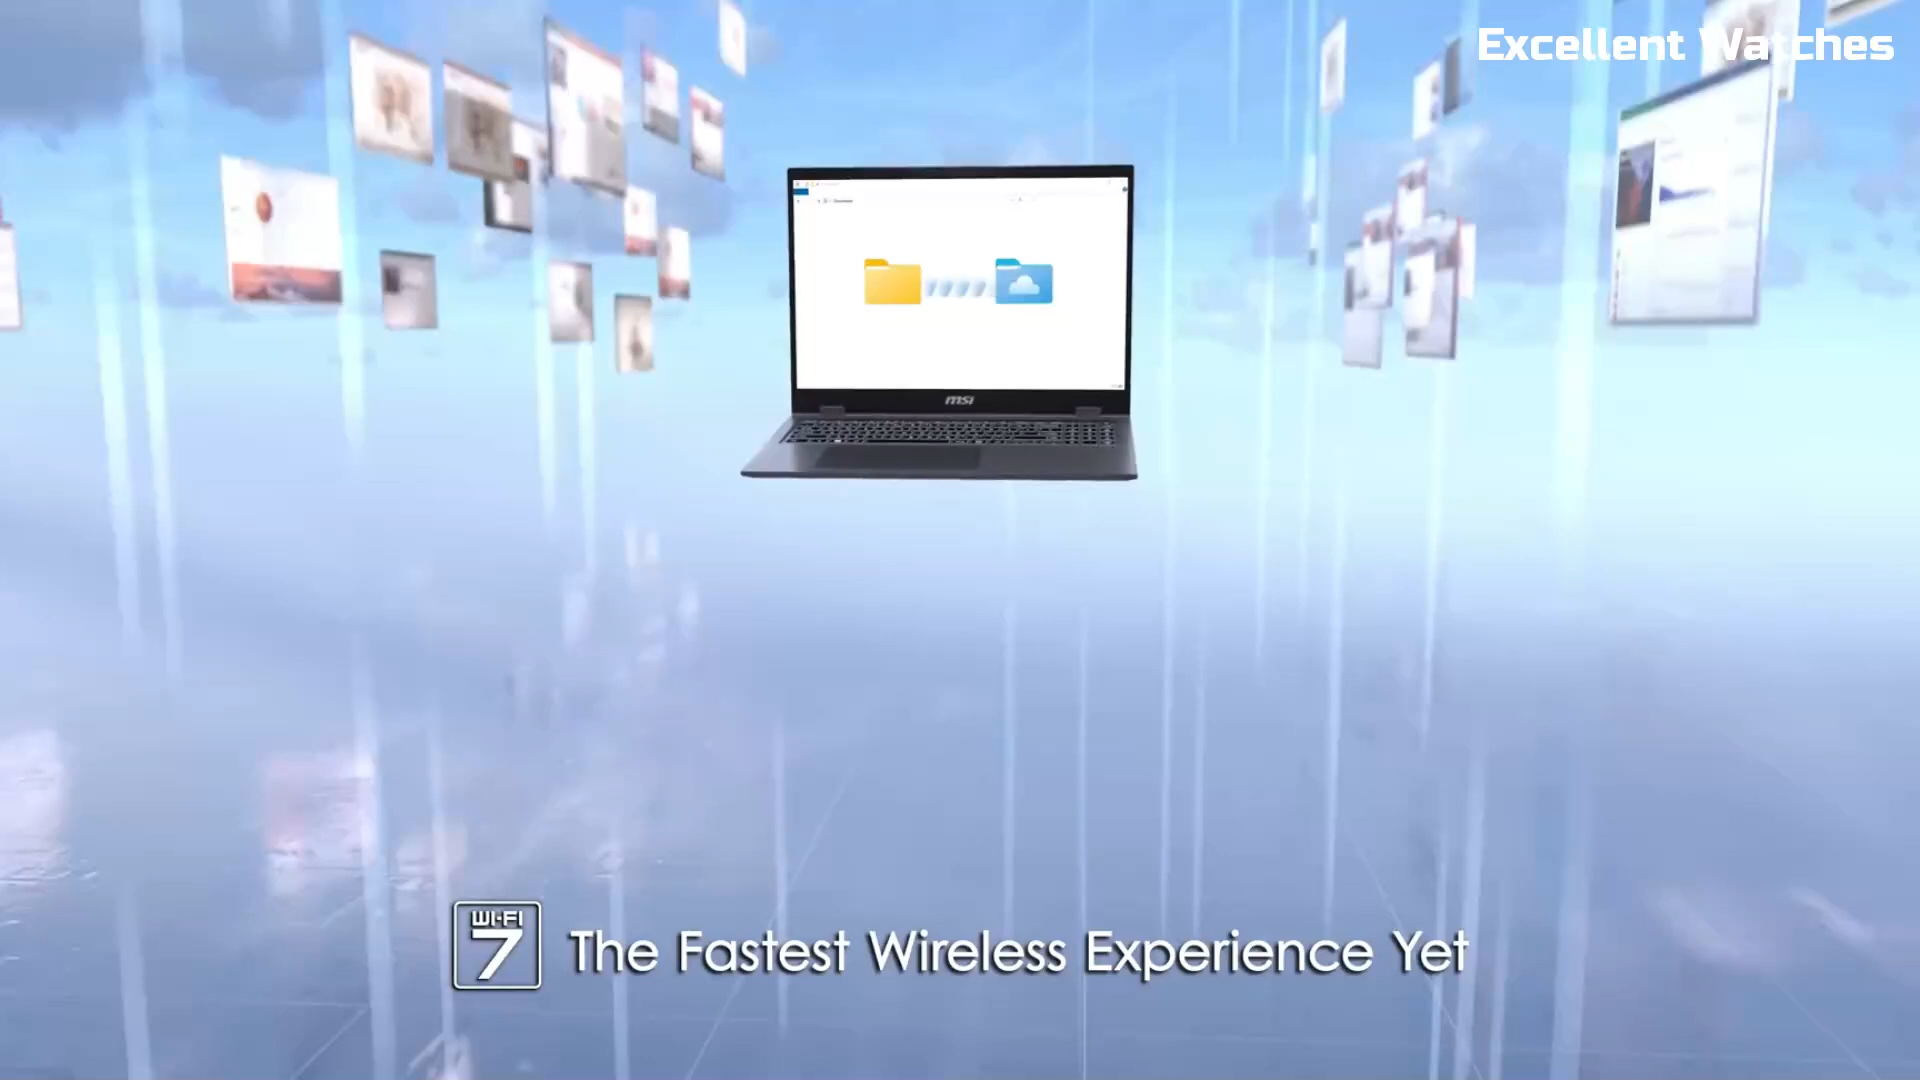 Excellent Watches
msi
WI-FI
7
The Fastest Wireless Experience Yet